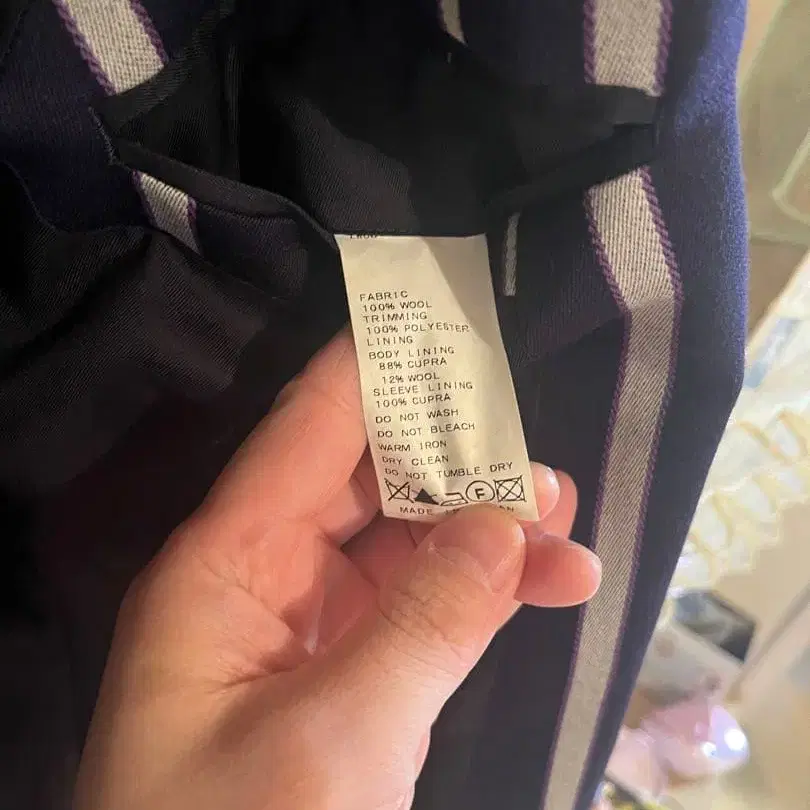 FABRIC
100% WOOL
TRIMMING
100% POLYESTER
LINING
BODY LINING
88% CUPRA
12% WOOL
SLEEVE LINING
100% CUPRA
DO NOT WASH
DO NOT BLEACH
WARM IRON
DRY CLEAN
DO NOT TUMBLE DRY
F
MADE